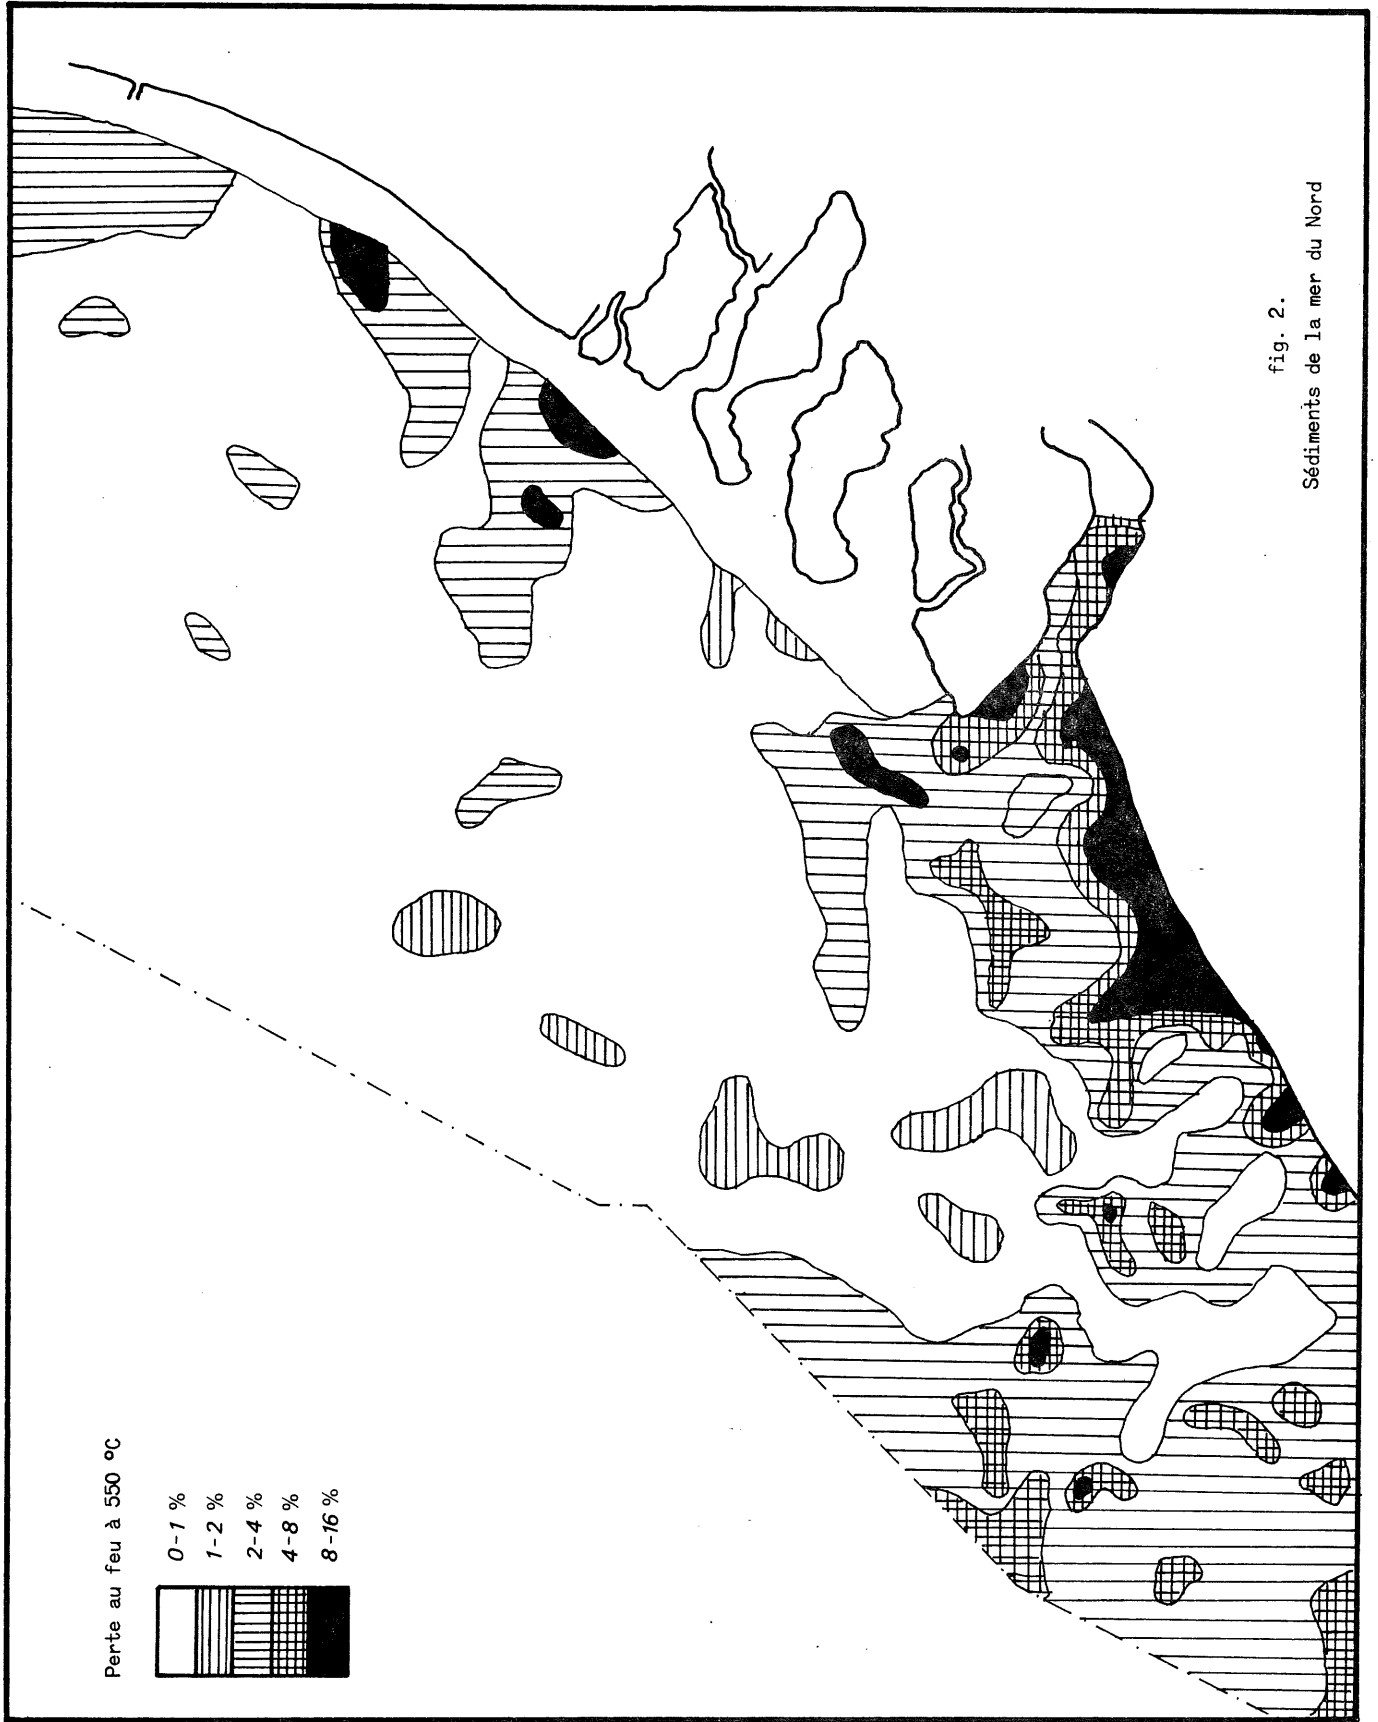 Perte au feu à 550 ºC
0-1 %
1-2 %
2-4 %
4-8 %
8-16 %
fig. 2.
Sédiments de la mer du Nord